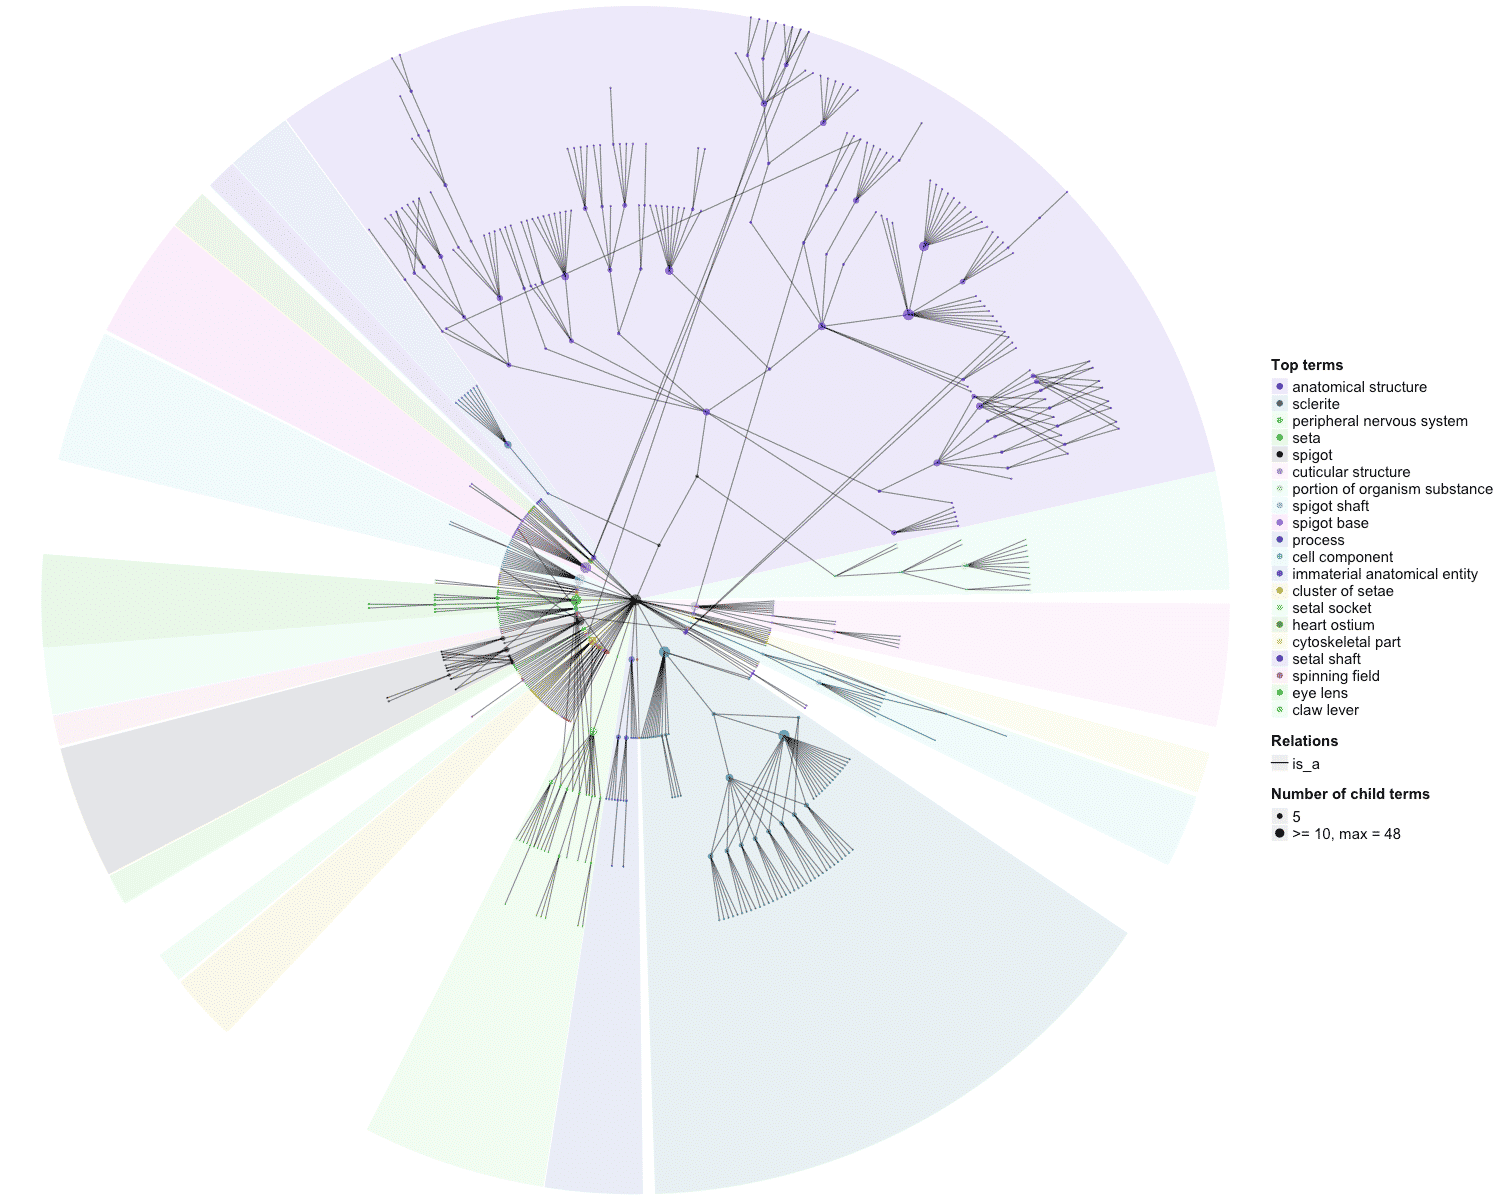 Top terms
anatomical structure
sclerite
peripheral nervous system
seta
spigot
cuticular structure
portion of organism substance
spigot shaft
spigot base
process
cell component
immaterial anatomical entity
cluster of setae
setal socket
heart ostium
cytoskeletal part
setal shaft
spinning field
eye lens
claw lever
Relations
is_a
Number of child terms
5
>= 10, max = 48